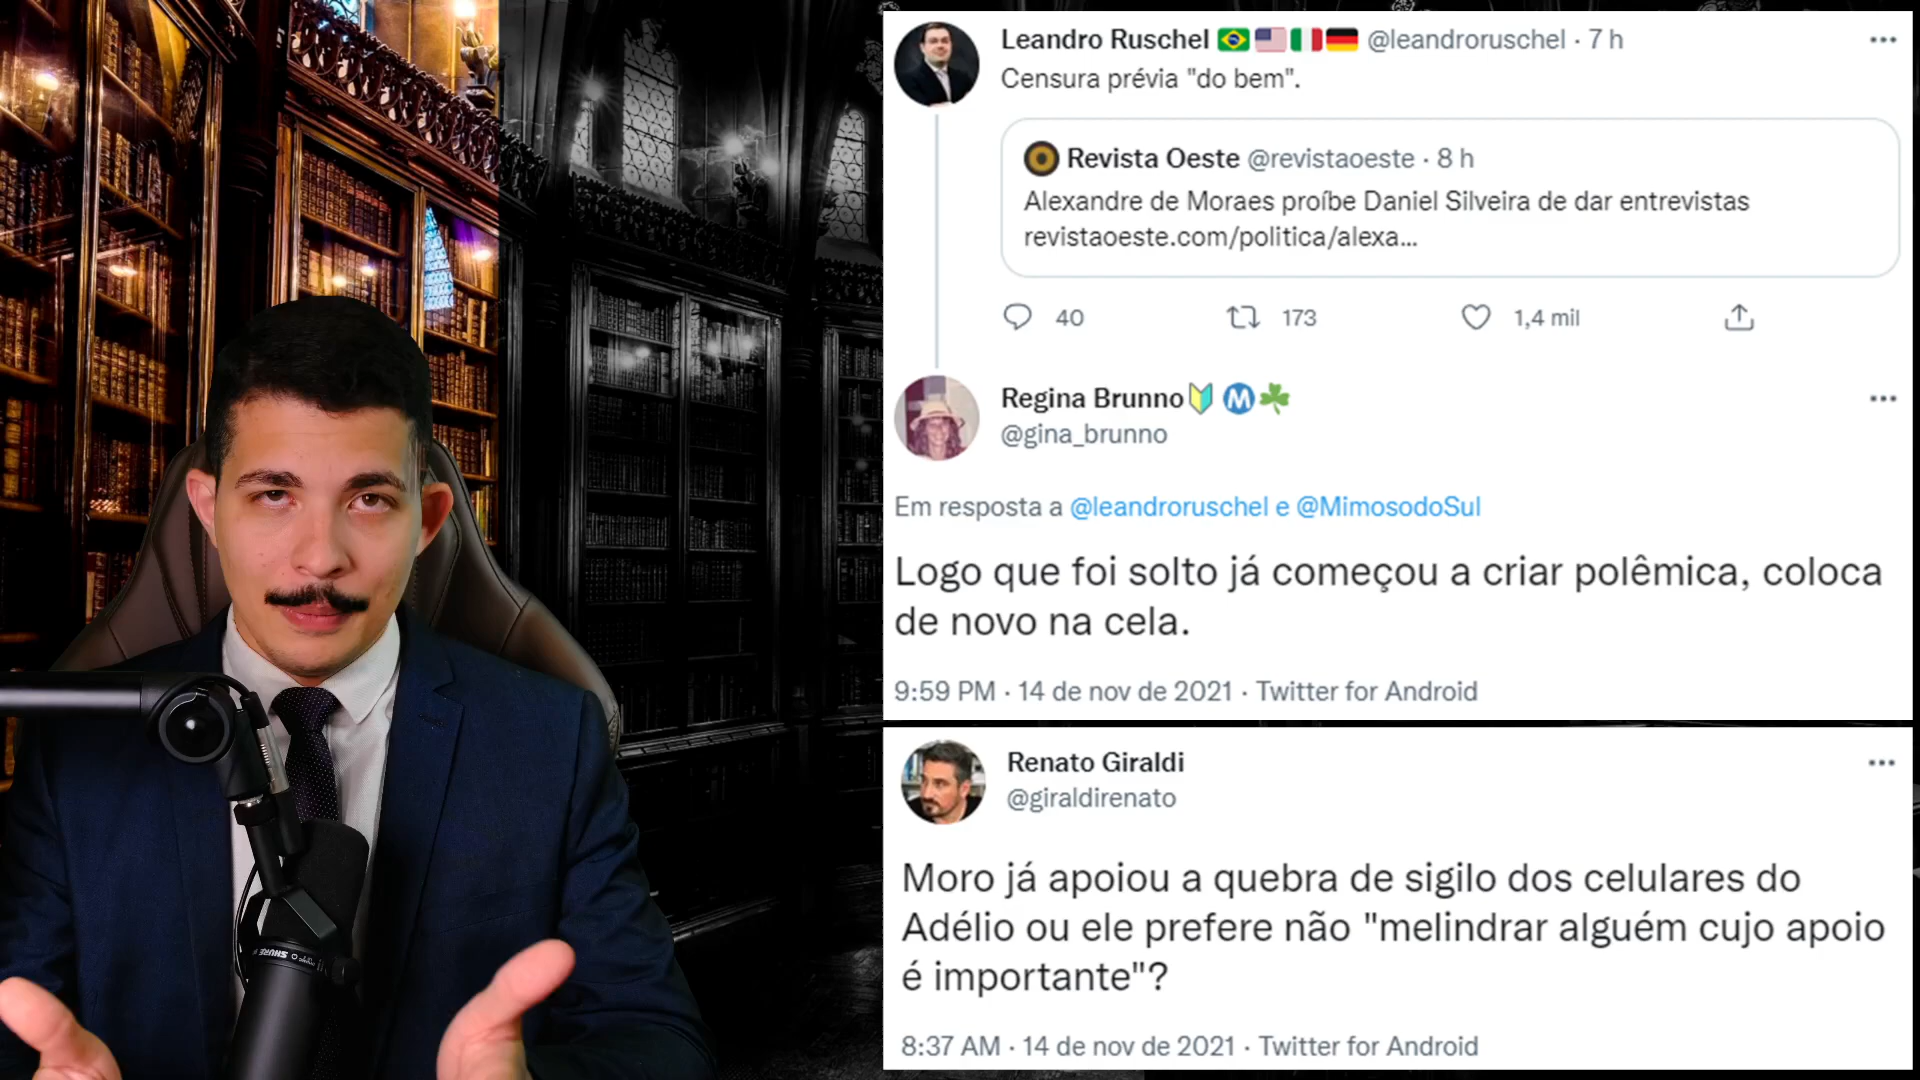 Leandro Ruschel 🇧🇷🇺🇸🇮🇹🇩🇪 @leandroruschel · 7 h
Censura prévia "do bem".
Revista Oeste @revistaoeste · 8 h
Alexandre de Moraes proíbe Daniel Silveira de dar entrevistas
revistaoeste.com/politica/alexa...
40 173 1,4 mil
Regina Brunno🔰Ⓜ️☘️
@gina_brunno
Em resposta a @leandroruschel e @MimosodoSul
Logo que foi solto já começou a criar polêmica, coloca
de novo na cela.
9:59 PM · 14 de nov de 2021 · Twitter for Android
Renato Giraldi
@giraldirenato
Moro já apoiou a quebra de sigilo dos celulares do
Adélio ou ele prefere não "melindrar alguém cujo apoio
é importante"?
8:37 AM · 14 de nov de 2021 · Twitter for Android
SHURE